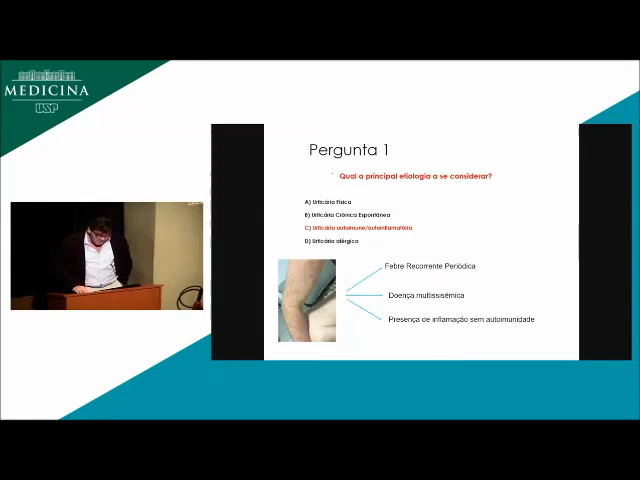 MEDICINA
USP
Pergunta 1
Qual a principal etiologia a se considerar?
A) Urticária Física
B) Urticária Crônica Espontânea
C) Urticária autoimune/autoinflamatória
D) Urticária alérgica
Febre Recorrente Periódica
Doença multissisêmica
Presença de inflamação sem autoimunidade